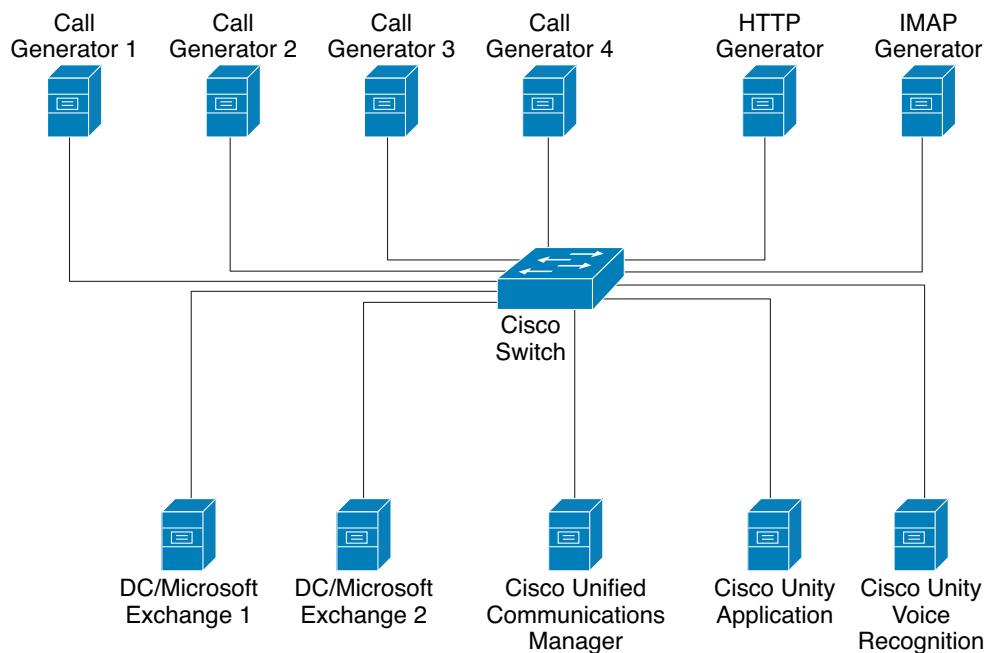 Call
Generator 1
Call
Generator 2
Call
Generator 3
Call
Generator 4
HTTP
Generator
IMAP
Generator
Cisco
Switch
DC/Microsoft
Exchange 1
DC/Microsoft
Exchange 2
Cisco Unified
Communications
Manager
Cisco Unity
Application
Cisco Unity
Voice
Recognition